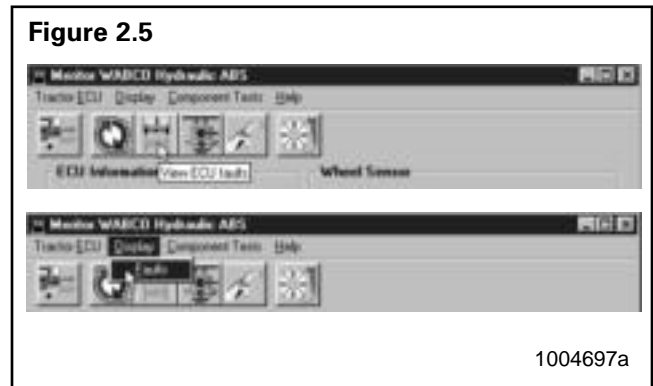 Figure 2.5
Meritor WABCO Hydraulic ABS
Tractor ECU Display Component Tests Help
ECU Information View ECU faults Wheel Sensor
Meritor WABCO Hydraulic ABS
Tractor ECU Display Component Tests Help
Faults
1004697a